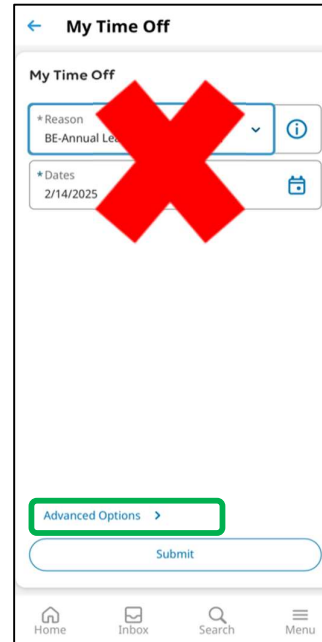 My Time Off
My Time Off
*Reason
BE-Annual
*Dates
2/14/2025
Advanced Options
Submit
Home
Inbox
Search
Menu